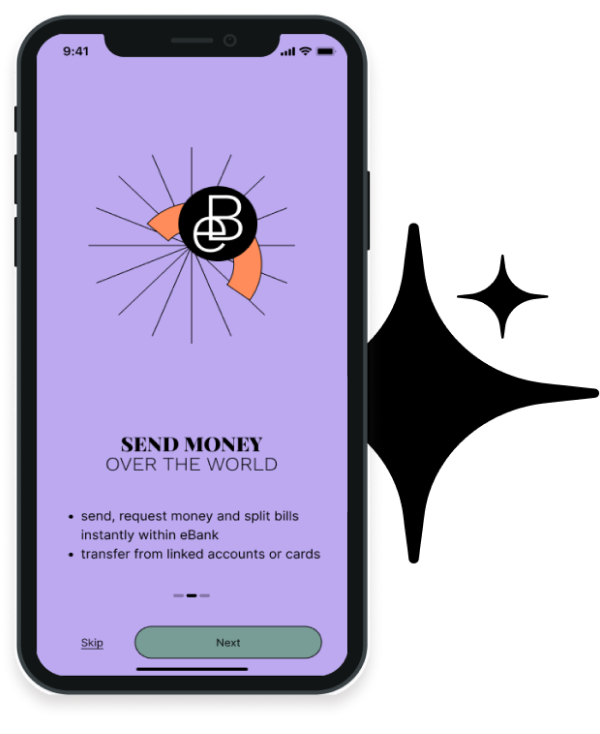 9:41
eB
SEND MONEY
OVER THE WORLD
• send, request money and split bills
instantly within eBank
• transfer from linked accounts or cards
Skip
Next